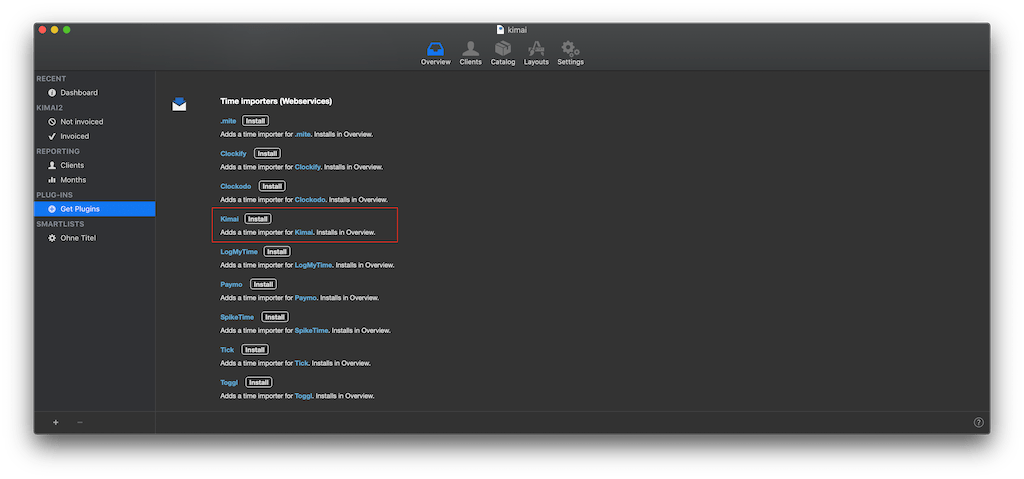 kimai
Overview Clients Catalog Layouts Settings
RECENT
Dashboard
KIMAI2
Not invoiced
Invoiced
REPORTING
Clients
Months
PLUG-INS
Get Plugins
SMARTLISTS
Ohne Titel
Time importers (Webservices)
.mite Install
Adds a time importer for .mite. Installs in Overview.
Clockify Install
Adds a time importer for Clockify. Installs in Overview.
Clockodo Install
Adds a time importer for Clockodo. Installs in Overview.
Kimai Install
Adds a time importer for Kimai. Installs in Overview.
LogMyTime Install
Adds a time importer for LogMyTime. Installs in Overview.
Paymo Install
Adds a time importer for Paymo. Installs in Overview.
SpikeTime Install
Adds a time importer for SpikeTime. Installs in Overview.
Tick Install
Adds a time importer for Tick. Installs in Overview.
Toggl Install
Adds a time importer for Toggl. Installs in Overview.
+ − ?